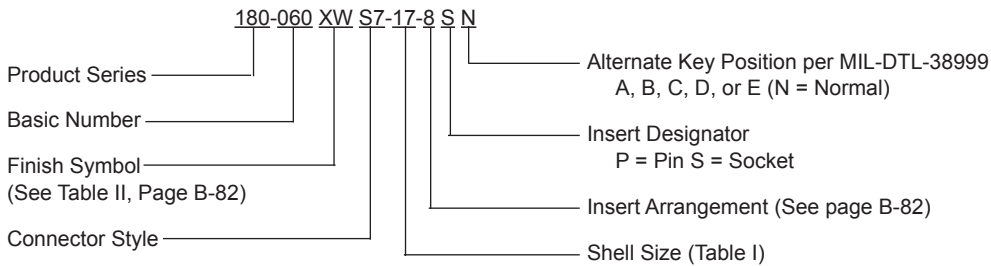 180-060 XW S7-17-8 S N
Product Series
Basic Number
Finish Symbol
(See Table II, Page B-82)
Connector Style
Alternate Key Position per MIL-DTL-38999
A, B, C, D, or E (N = Normal)
Insert Designator
P = Pin S = Socket
Insert Arrangement (See page B-82)
Shell Size (Table I)